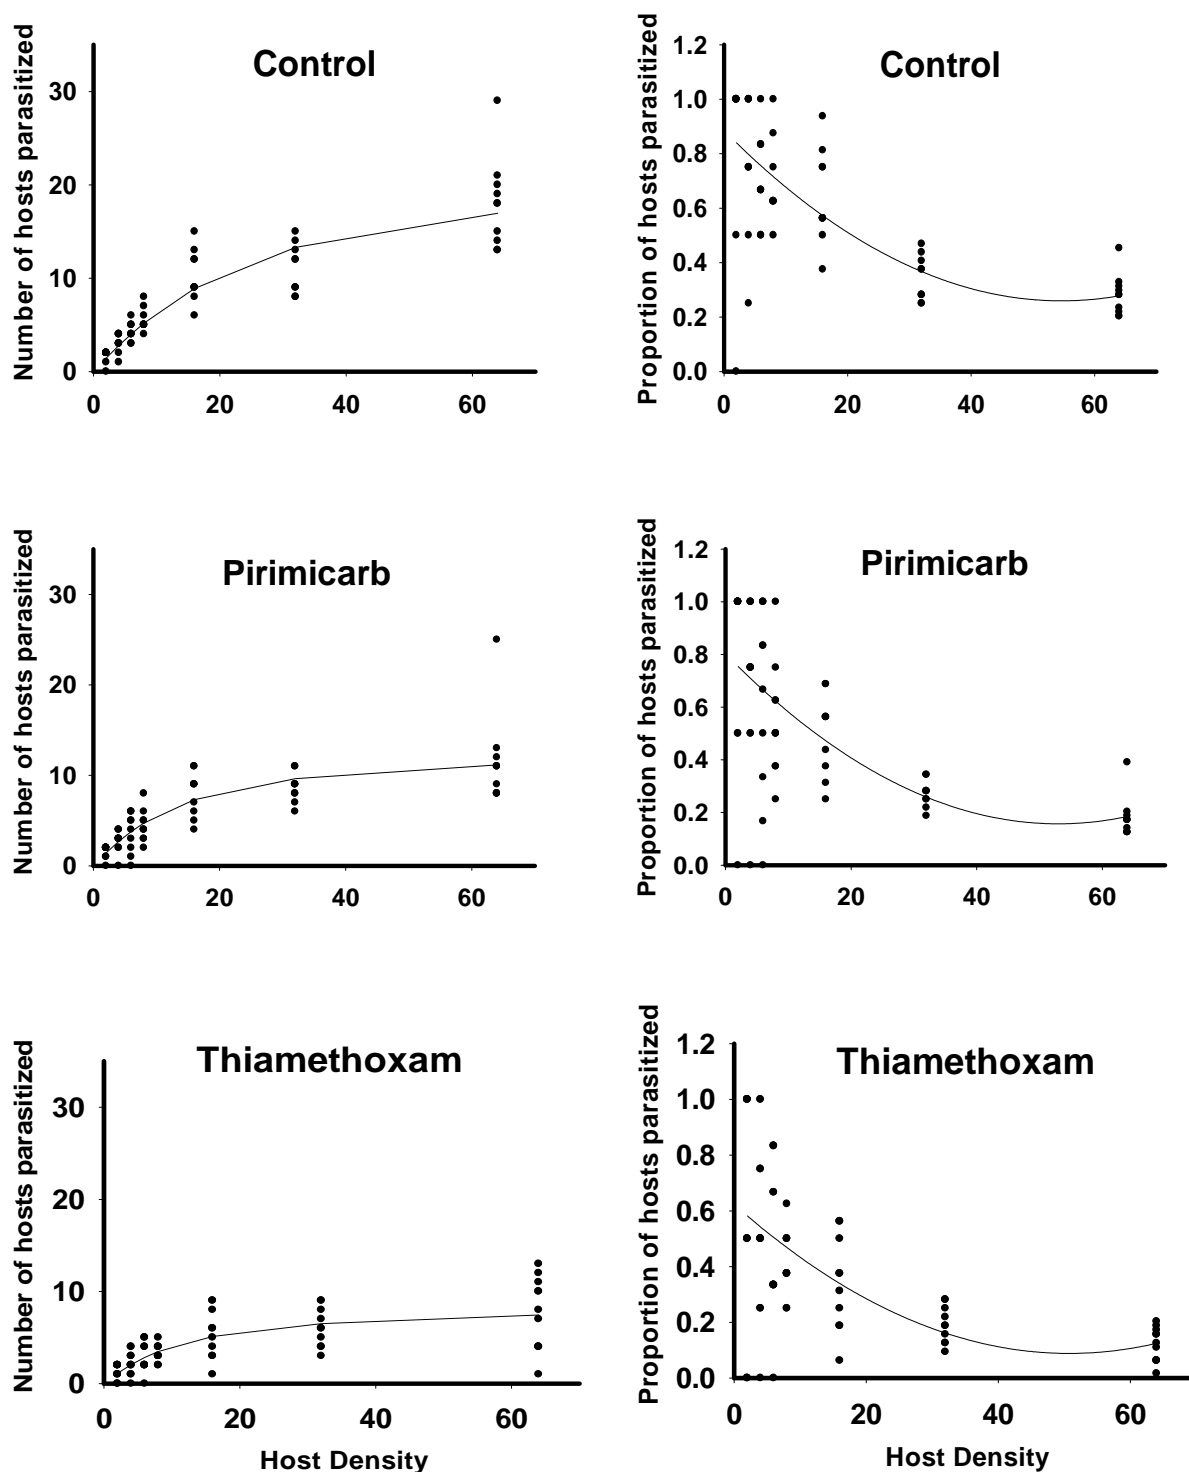 Control
Number of hosts parasitized
30
20
10
0
0 20 40 60
Control
Proportion of hosts parasitized
1.2
1.0
0.8
0.6
0.4
0.2
0.0
0 20 40 60
Pirimicarb
Number of hosts parasitized
30
20
10
0
0 20 40 60
Pirimicarb
Proportion of hosts parasitized
1.2
1.0
0.8
0.6
0.4
0.2
0.0
0 20 40 60
Thiamethoxam
Number of hosts parasitized
30
20
10
0
0 20 40 60
Host Density
Thiamethoxam
Proportion of hosts parasitized
1.2
1.0
0.8
0.6
0.4
0.2
0.0
0 20 40 60
Host Density